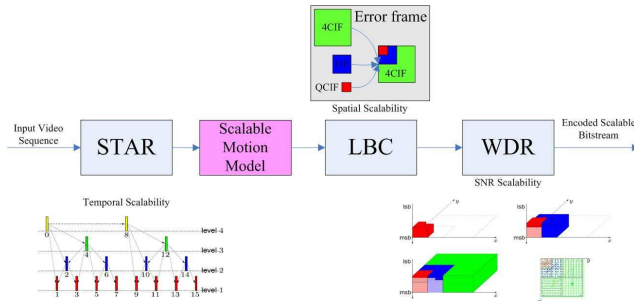 Error frame
4CIF
4CIF
QCIF
Spatial Scalability
Input Video
Sequence
STAR
Scalable
Motion
Model
LBC
WDR
Encoded Scalable
Bitstream
SNR Scalability
Temporal Scalability
0
8
level-4
4
12
level-3
2
6
10
14
level-2
1
3
5
7
9
11
13
15
level-1
lsb
y
msb
x
lsb
y
msb
x
lsb
y
msb
x